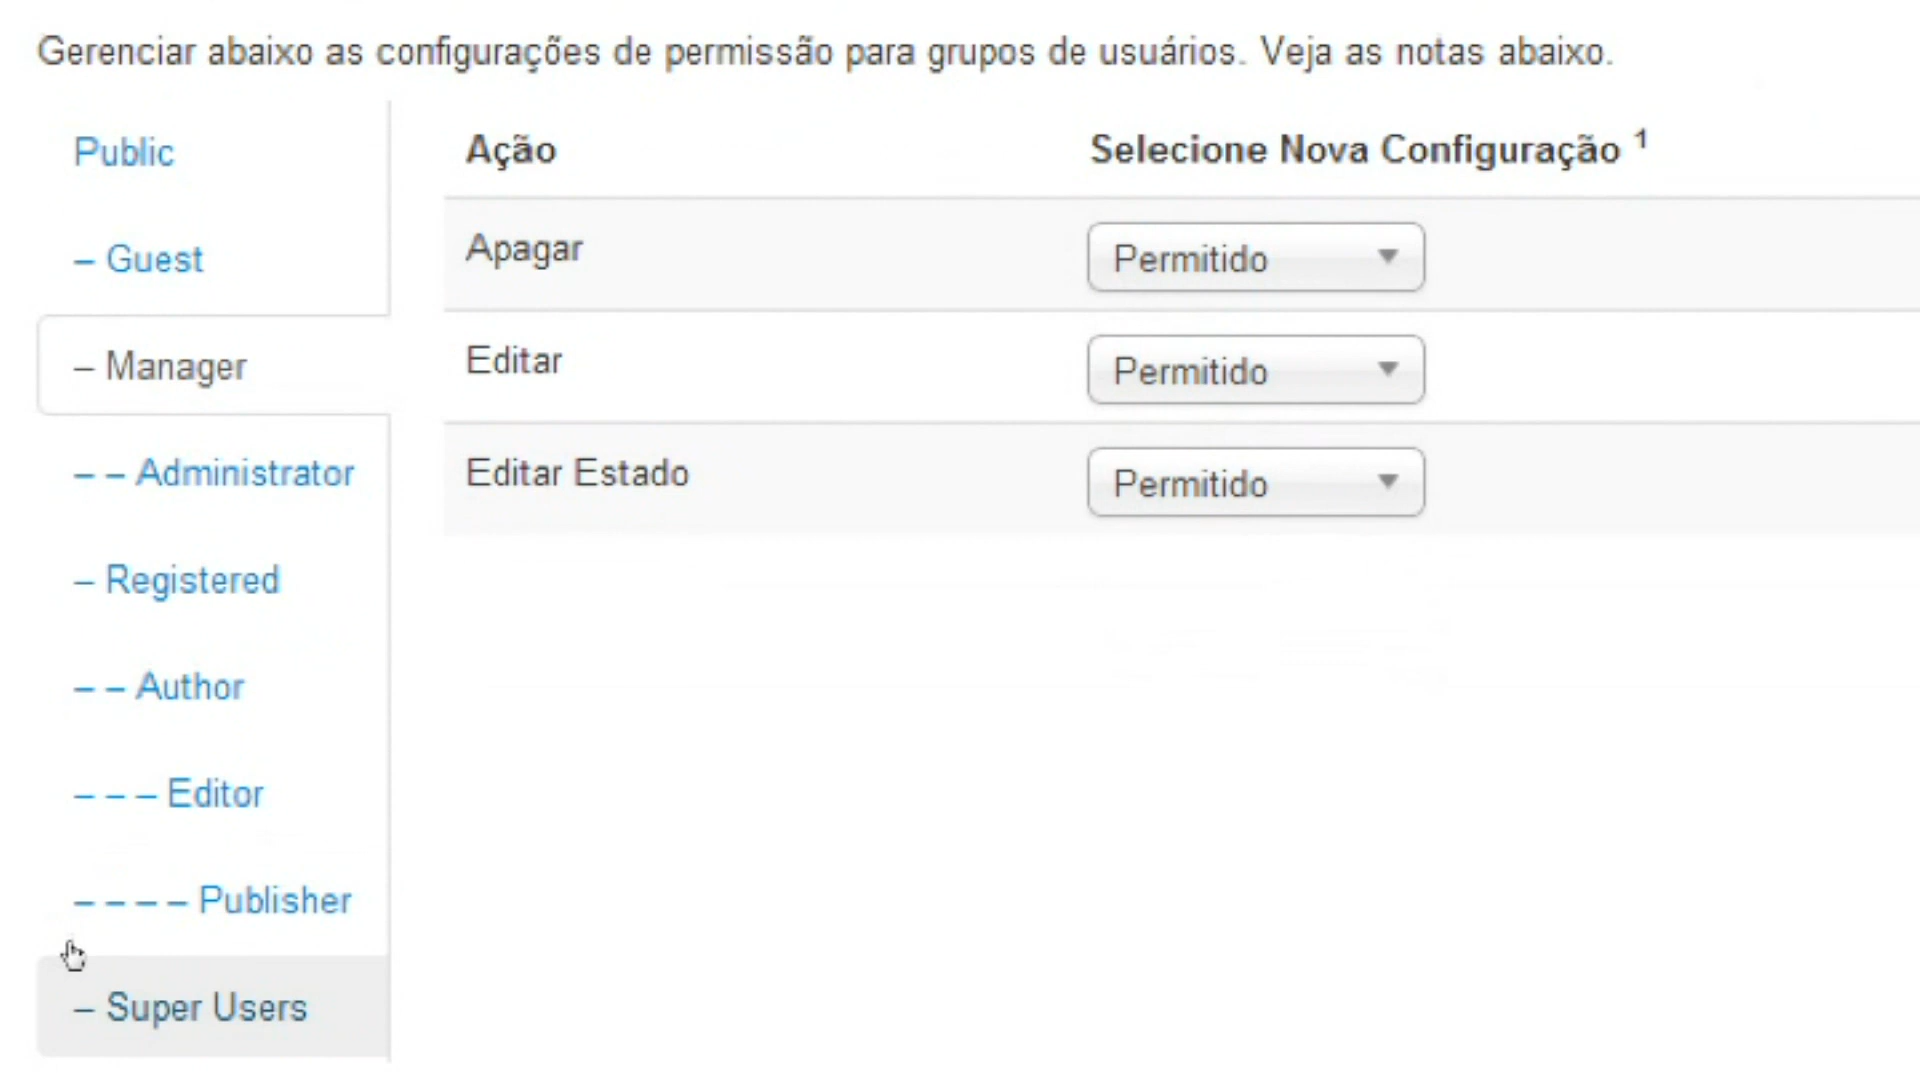 Gerenciar abaixo as configurações de permissão para grupos de usuários. Veja as notas abaixo.
Public
– Guest
– Manager
– – Administrator
– Registered
– – Author
– – – Editor
– – – – Publisher
– Super Users
Ação
Selecione Nova Configuração ¹
Apagar
Permitido
Editar
Permitido
Editar Estado
Permitido